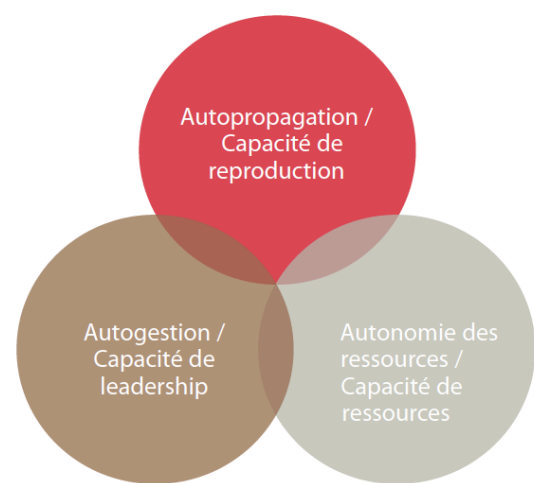 Autopropagation /
Capacité de
reproduction
Autogestion /
Capacité de
leadership
Autonomie des
ressources /
Capacité de
ressources